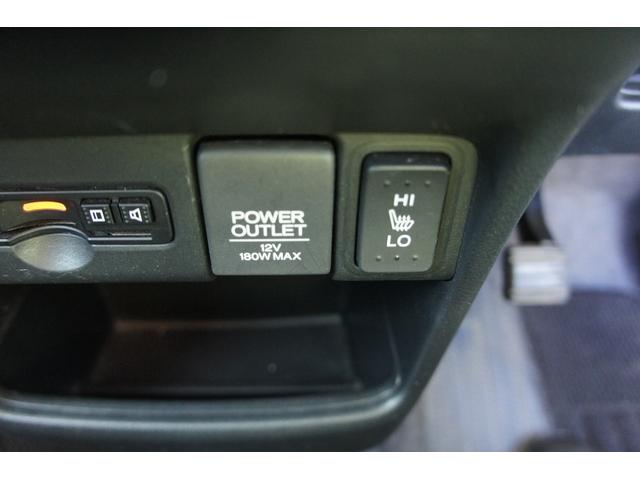 POWER
OUTLET
12V
180W MAX
HI
LO